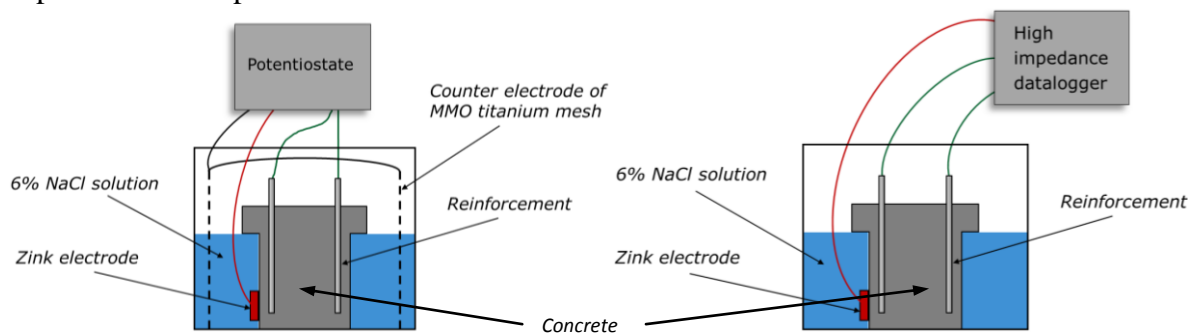 Potentiostate
Counter electrode of
MMO titanium mesh
6% NaCl solution
Reinforcement
Zink electrode
High
impedance
datalogger
6% NaCl solution
Reinforcement
Zink electrode
Concrete